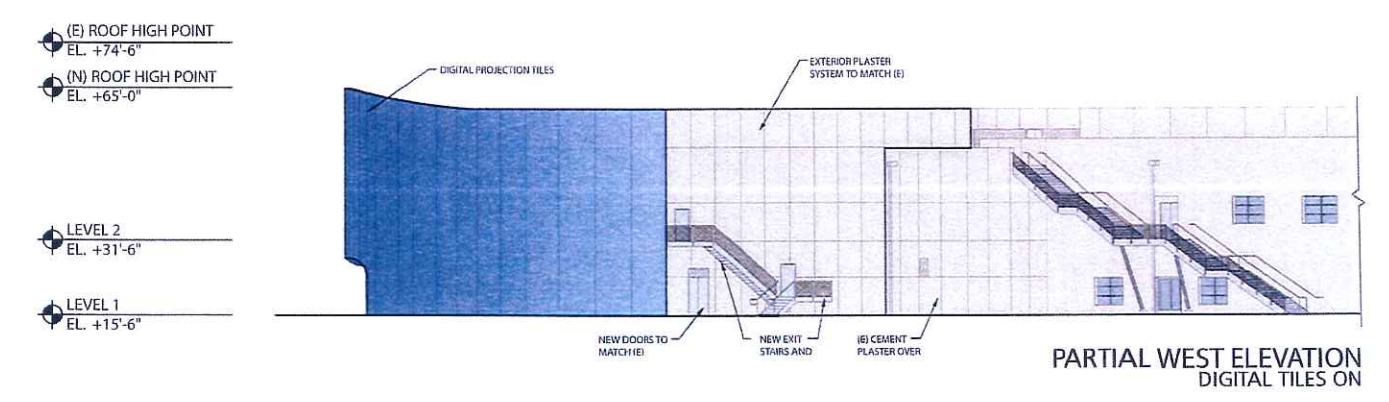 (E) ROOF HIGH POINT
EL. +74'-6"
(N) ROOF HIGH POINT
EL. +65'-0"
DIGITAL PROJECTION TILES
EXTERIOR PLASTER
SYSTEM TO MATCH (E)
LEVEL 2
EL. +31'-6"
LEVEL 1
EL. +15'-6"
NEW DOORS TO
MATCH (E)
NEW EXIT
STAIRS AND
(E) CEMENT
PLASTER OVER
PARTIAL WEST ELEVATION
DIGITAL TILES ON